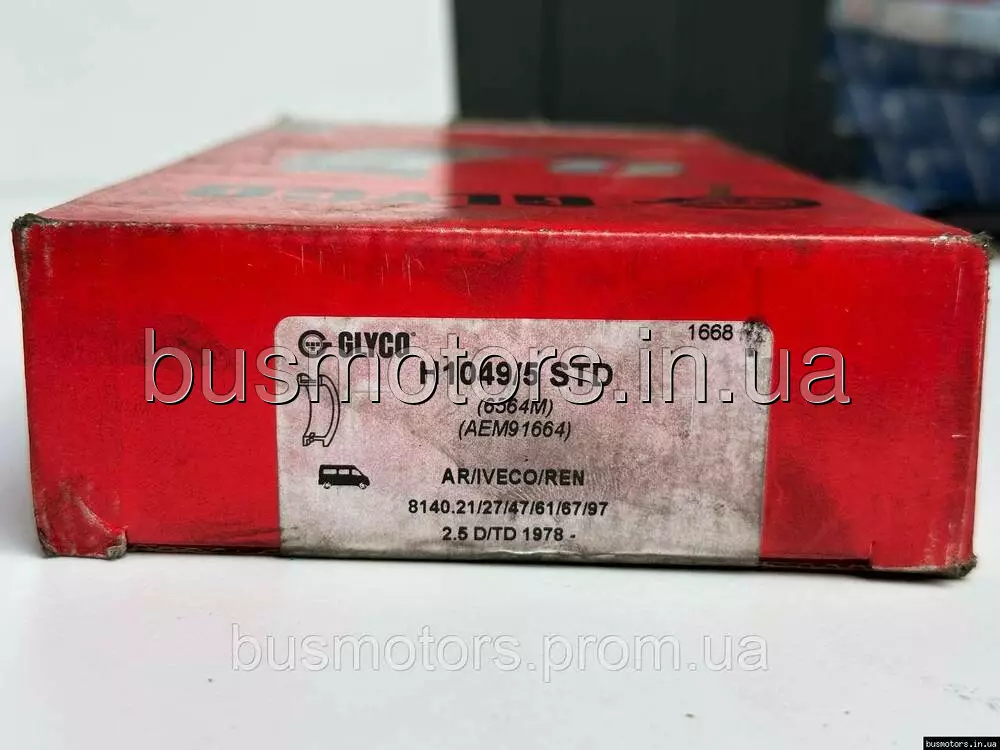 GLYCO
1668
H1049/5 STD
(6564M)
(AEM91664)
AR/IVECO/REN
8140.21/27/47/61/67/97
2.5 D/TD 1978 -
busmotors.in.ua
busmotors.prom.ua
busmotors.in.ua